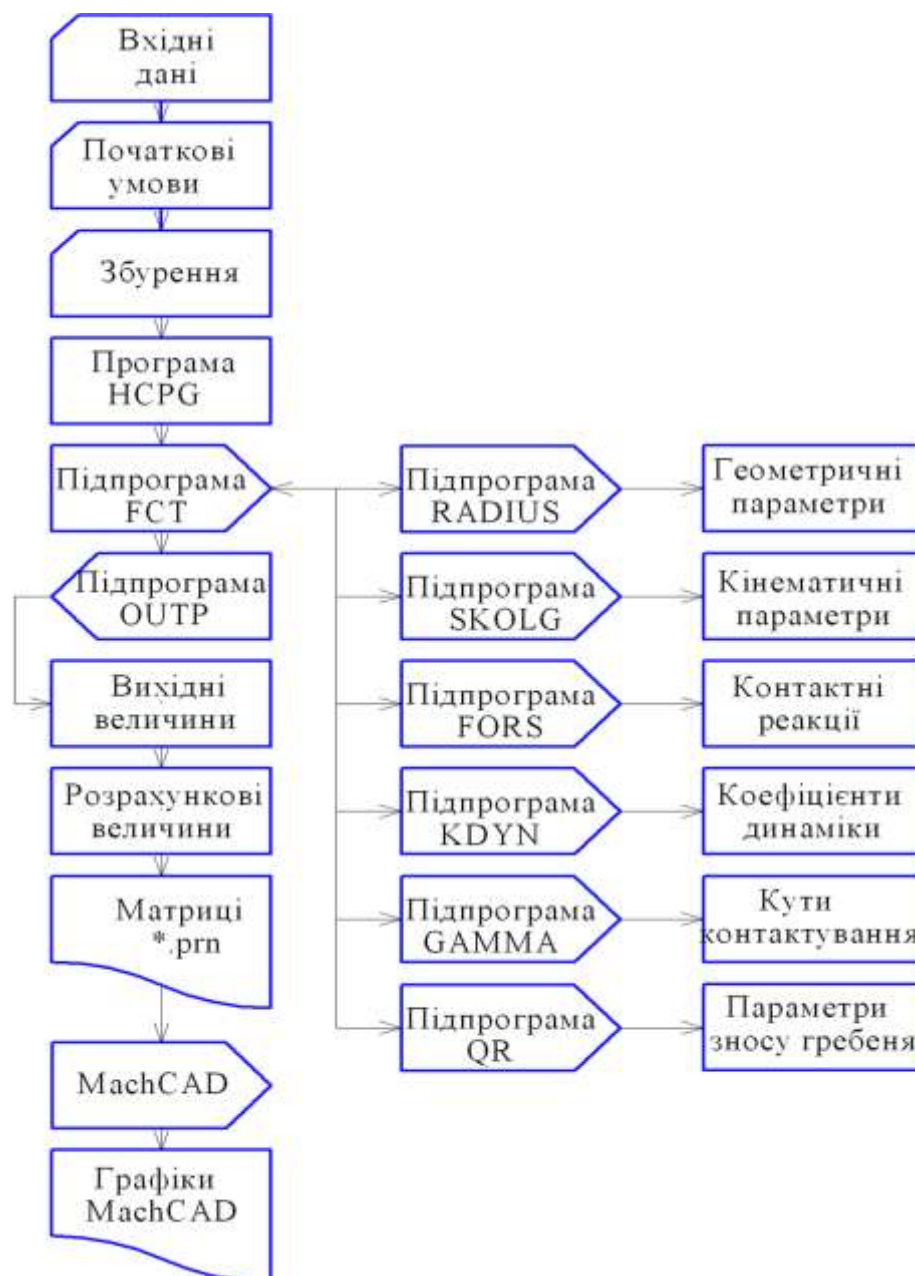 Вхідні
дані
Початкові
умови
Збурення
Програма
HCPG
Підпрограма
FCT
Підпрограма
OUTP
Вихідні
величини
Розрахункові
величини
Матриці
*.prn
MachCAD
Графіки
MachCAD
Підпрограма
RADIUS
Підпрограма
SKOLG
Підпрограма
FORS
Підпрограма
KDYN
Підпрограма
GAMMA
Підпрограма
QR
Геометричні
параметри
Кінематичні
параметри
Контактні
реакції
Коефіцієнти
динаміки
Кути
контактування
Параметри
зносу гребеня